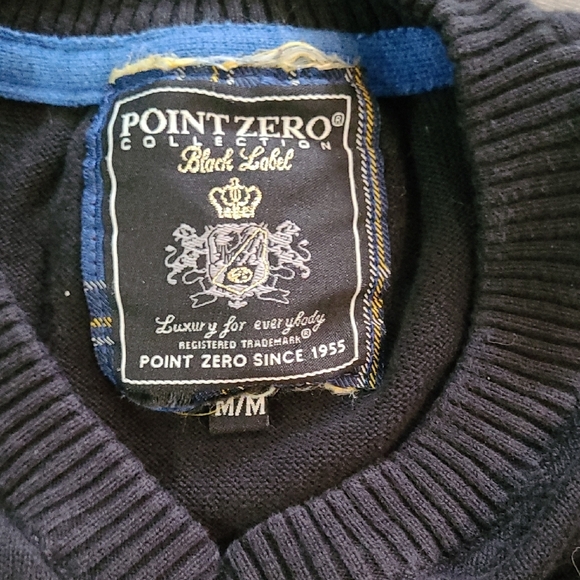 POINT ZERO®
COLLECTION
Black Label
Luxury for everybody
REGISTERED TRADEMARK®
POINT ZERO SINCE 1955
M/M